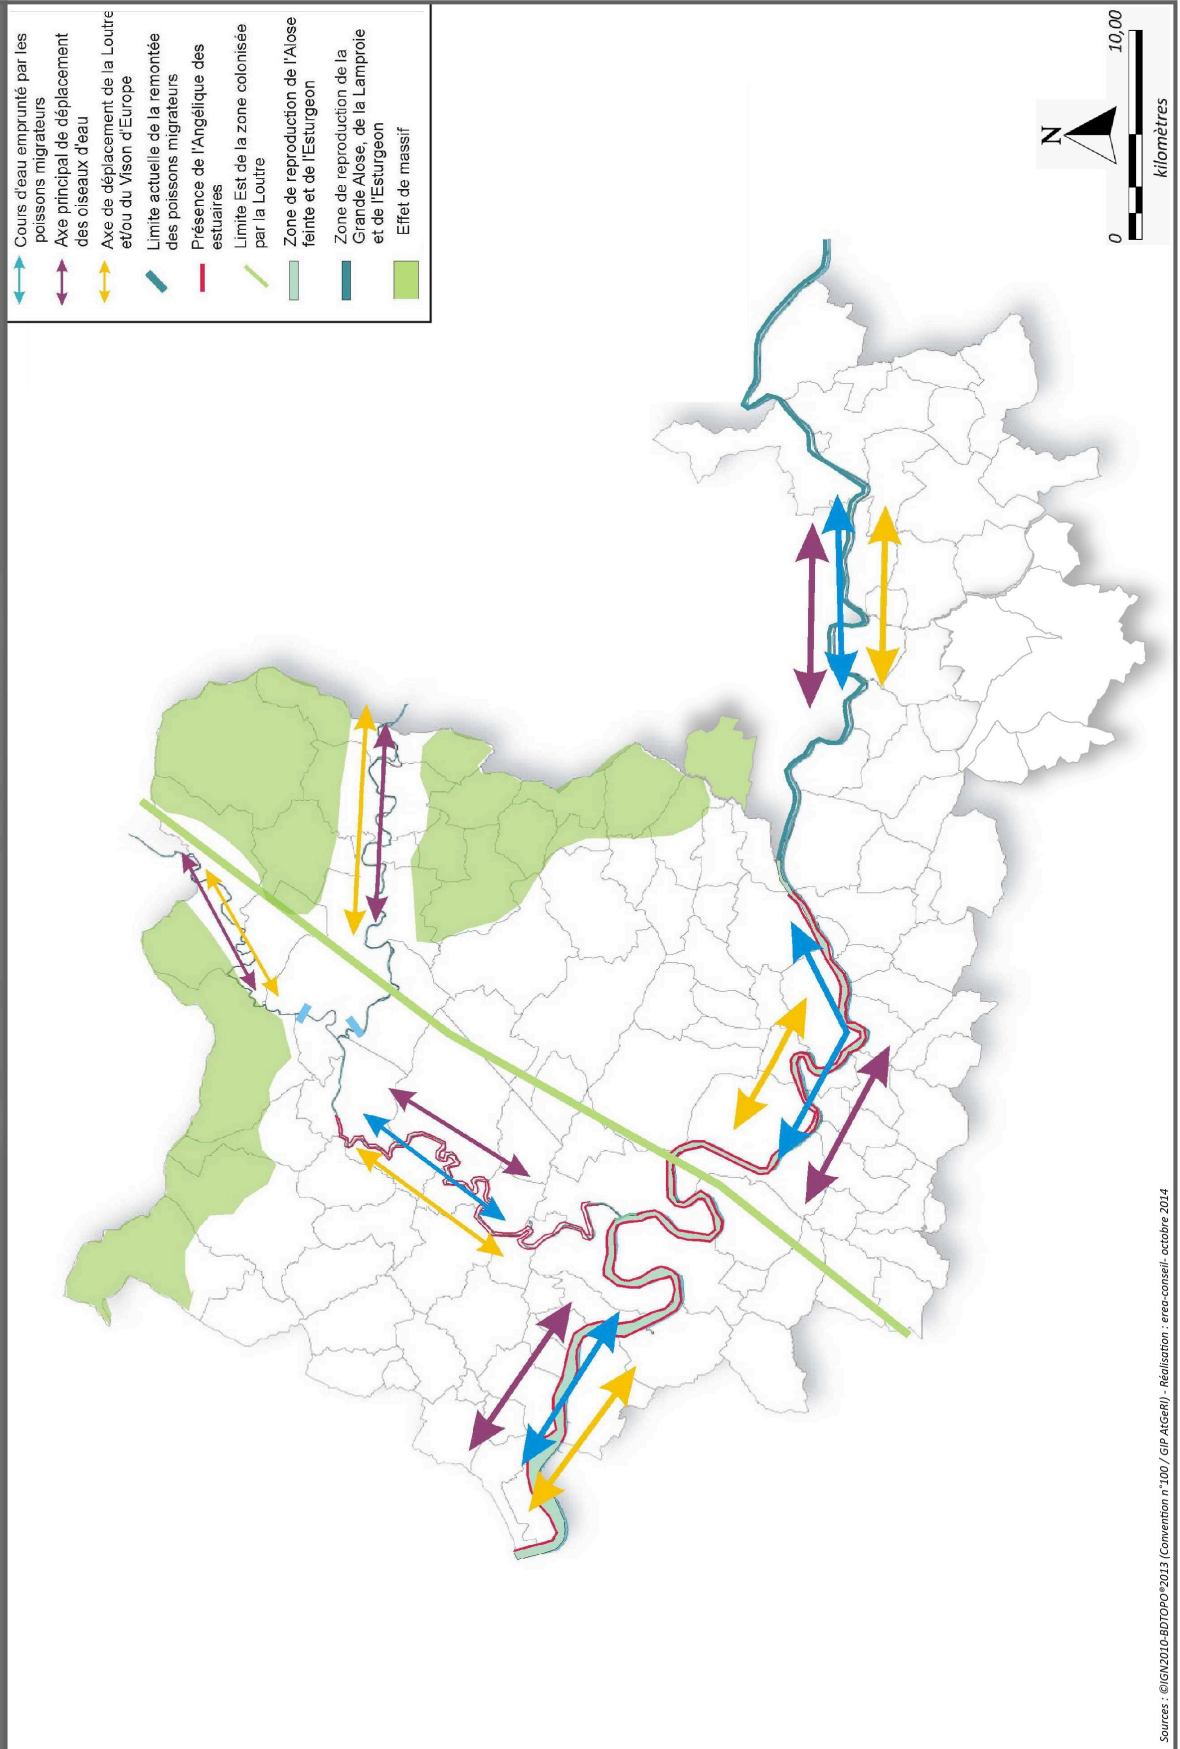 Cours d'eau emprunté par les
poissons migrateurs
Axe principal de déplacement
des oiseaux d'eau
Axe de déplacement de la Loutre
et/ou du Vison d'Europe
Limite actuelle de la remontée
des poissons migrateurs
Présence de l'Angélique des
estuaires
Limite Est de la zone colonisée
par la Loutre
Zone de reproduction de l'Alose
feinte et de l'Esturgeon
Zone de reproduction de la
Grande Alose, de la Lamproie
et de l'Esturgeon
Effet de massif
N
0 10,00
kilomètres
Sources : ©IGN2010-BDTOPO®2013 (Convention n°100 / GIP AtGeRI) - Réalisation : erea-conseil- octobre 2014